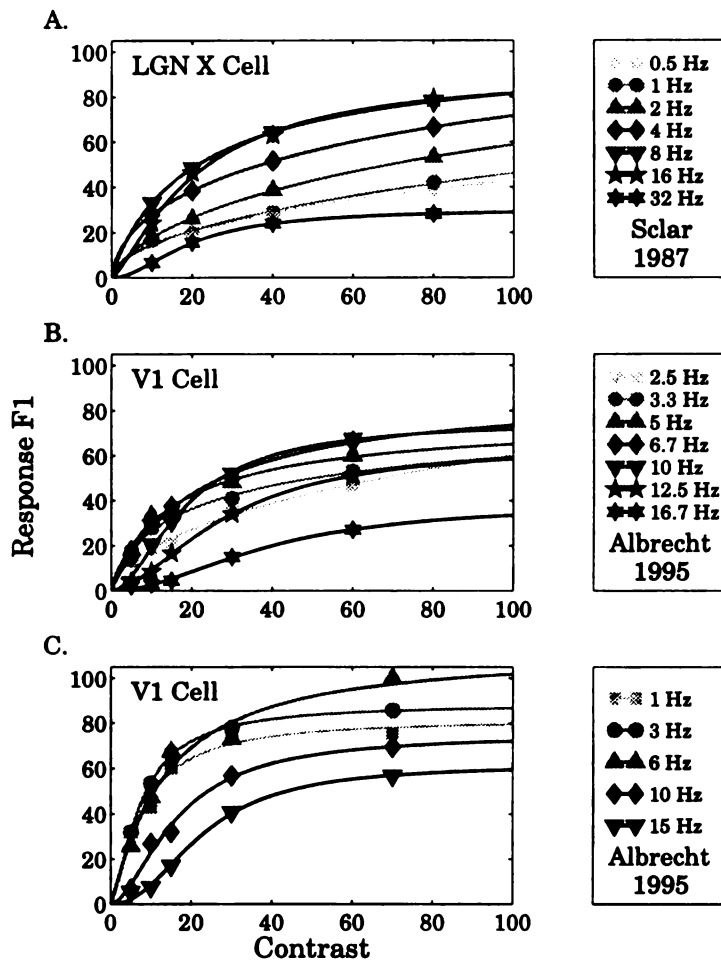 A.
LGN X Cell
100
80
60
40
20
0
0 20 40 60 80 100
0.5 Hz
1 Hz
2 Hz
4 Hz
8 Hz
16 Hz
32 Hz
Sclar
1987
B.
V1 Cell
100
80
60
40
20
0
0 20 40 60 80 100
Response F1
2.5 Hz
3.3 Hz
5 Hz
6.7 Hz
10 Hz
12.5 Hz
16.7 Hz
Albrecht
1995
C.
V1 Cell
100
80
60
40
20
0
0 20 40 60 80 100
Contrast
1 Hz
3 Hz
6 Hz
10 Hz
15 Hz
Albrecht
1995